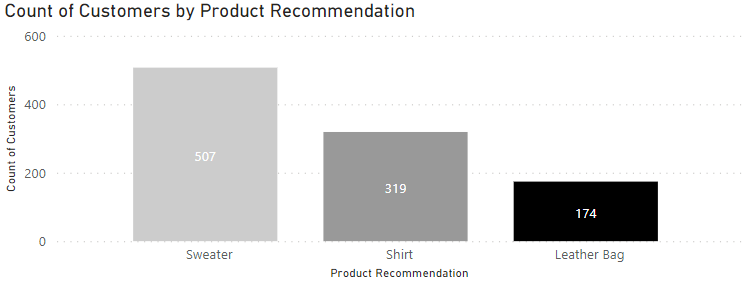 Count of Customers by Product Recommendation
600
400
200
0
Count of Customers
507
319
174
Sweater
Shirt
Leather Bag
Product Recommendation